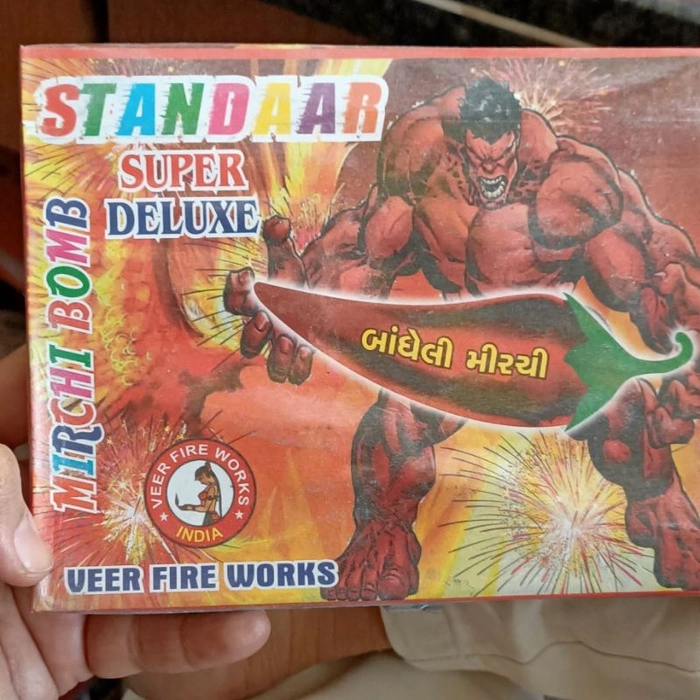 STANDAAR
SUPER
DELUXE
MIRCHI BOMB
બાંધેલી મીરચી
VEER FIRE WORKS
INDIA
VEER FIRE WORKS